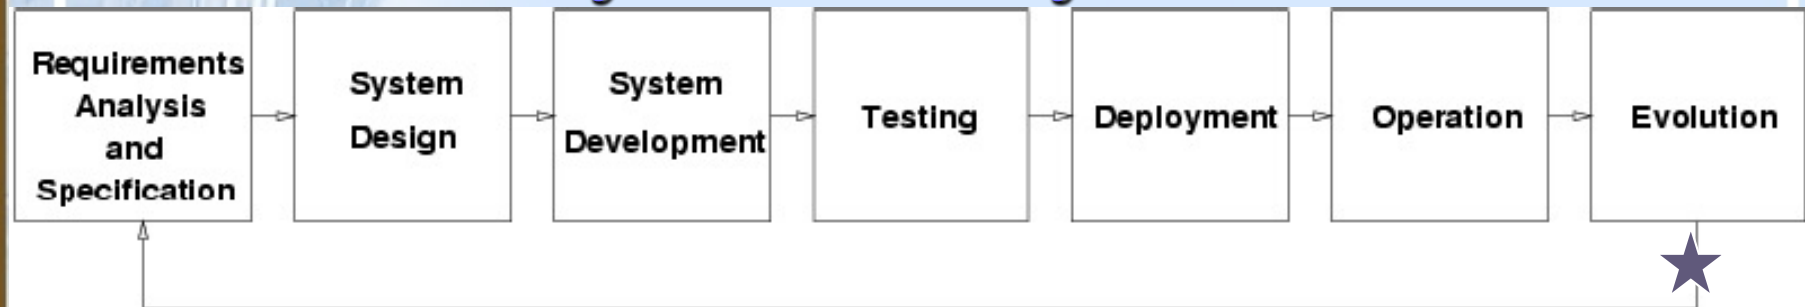 Requirements
Analysis
and
Specification
System
Design
System
Development
Testing
Deployment
Operation
Evolution